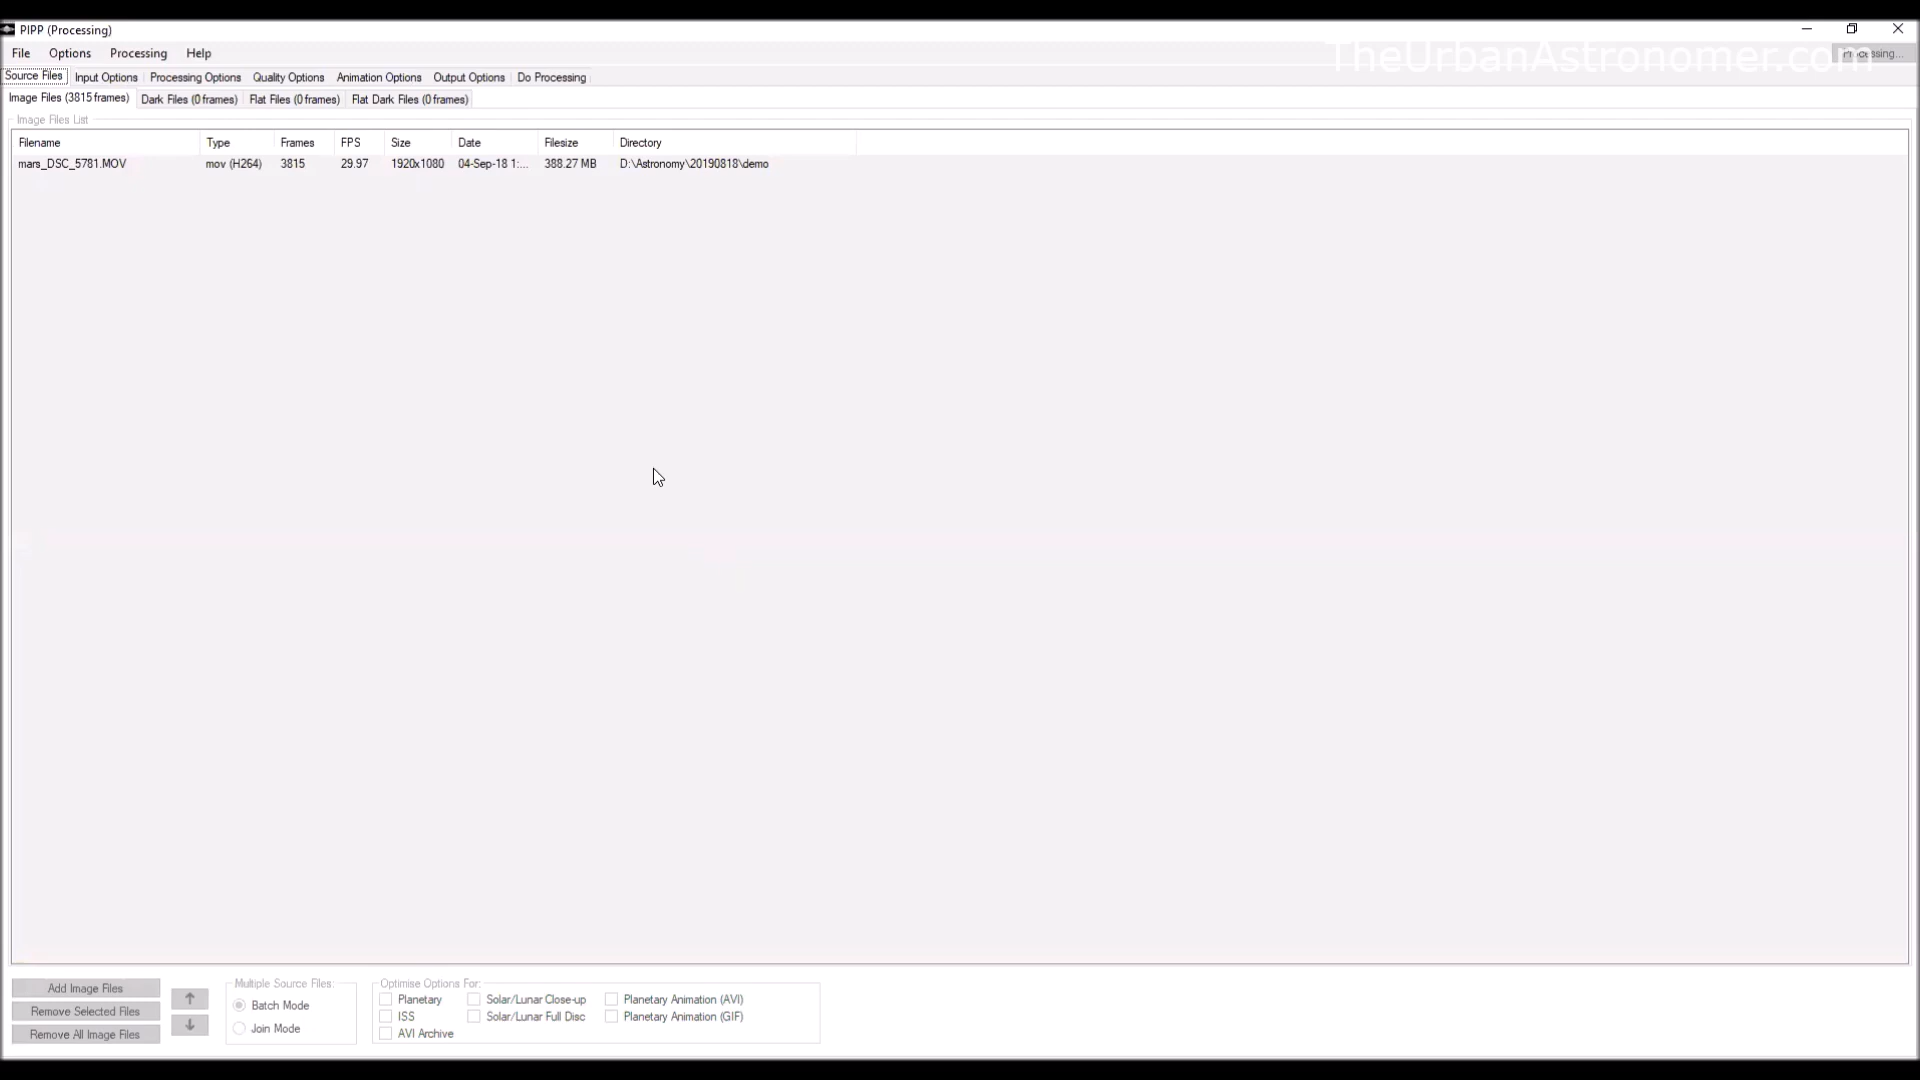 PIPP (Processing)
File Options Processing Help
TheUrbanAstronomer.com
Processing...
Source Files Input Options Processing Options Quality Options Animation Options Output Options Do Processing
Image Files (3815 frames) Dark Files (0 frames) Flat Files (0 frames) Flat Dark Files (0 frames)
Image Files List
Filename Type Frames FPS Size Date Filesize Directory
mars_DSC_5781.MOV mov (H264) 3815 29.97 1920x1080 04-Sep-18 1:... 388.27 MB D:\Astronomy\20190818\demo
Add Image Files
Remove Selected Files
Remove All Image Files
Multiple Source Files:
Batch Mode
Join Mode
Optimise Options For:
Planetary Solar/Lunar Close-up Planetary Animation (AVI)
ISS Solar/Lunar Full Disc Planetary Animation (GIF)
AVI Archive